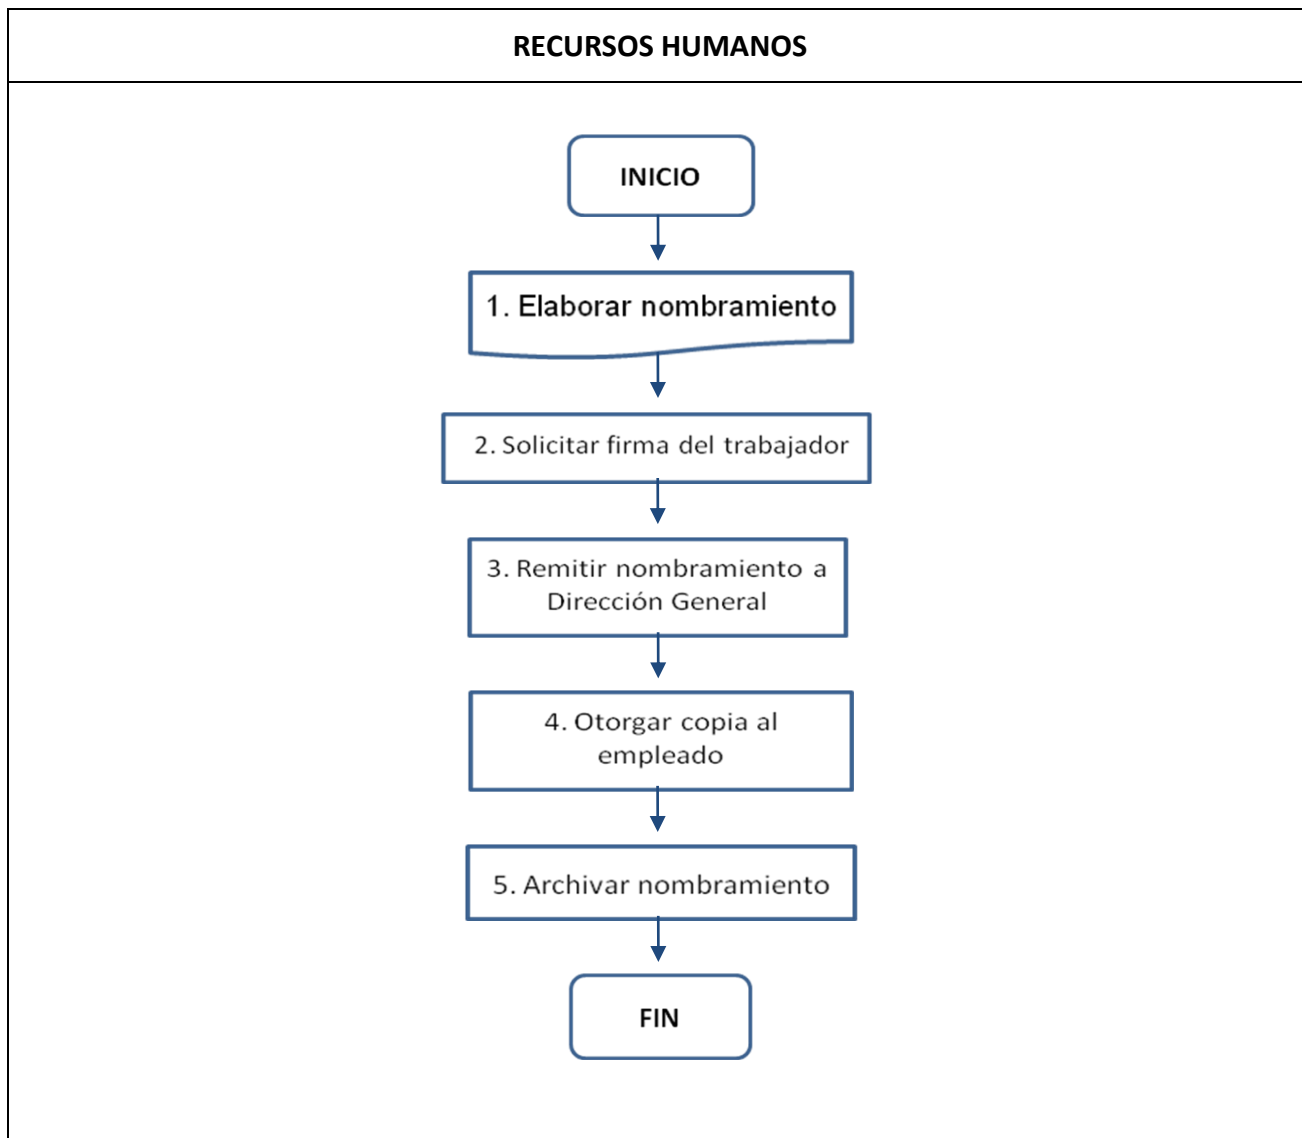 RECURSOS HUMANOS
INICIO
1. Elaborar nombramiento
2. Solicitar firma del trabajador
3. Remitir nombramiento a
Dirección General
4. Otorgar copia al
empleado
5. Archivar nombramiento
FIN